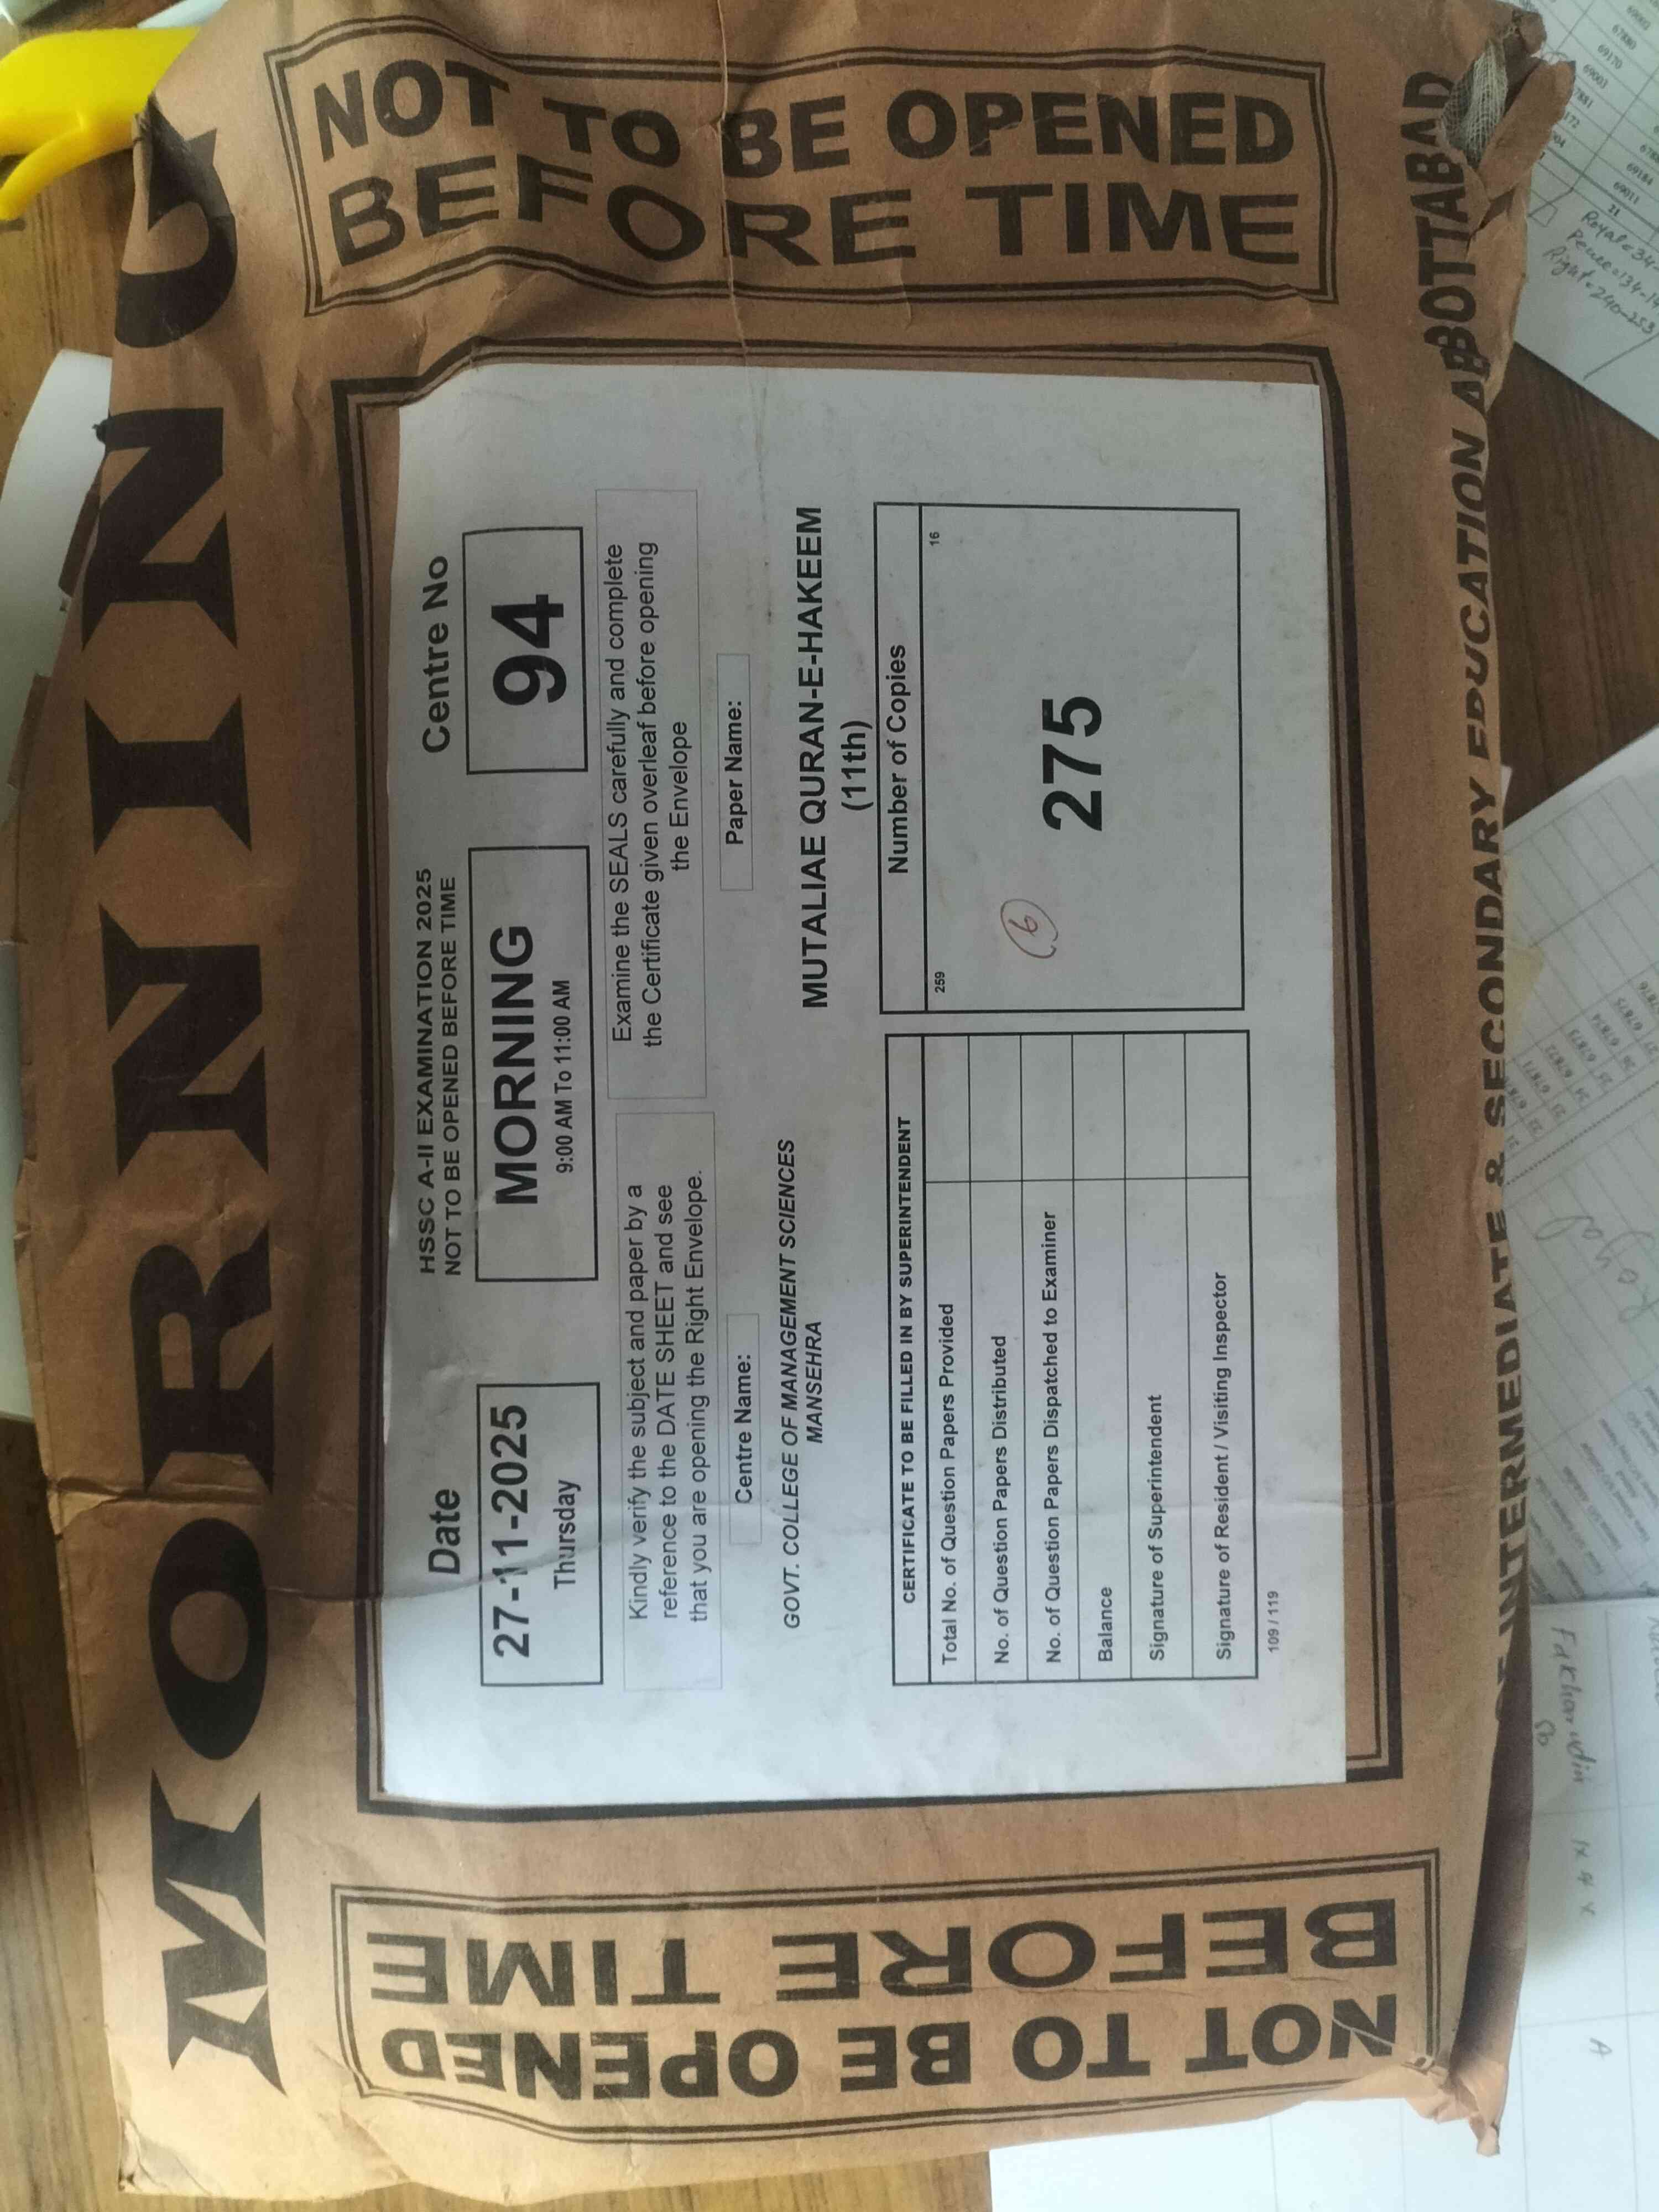 MORNING
NOT TO BE OPENED
BEFORE TIME
HSSC A-II EXAMINATION 2025
NOT TO BE OPENED BEFORE TIME
Date
27-11-2025
Thursday
MORNING
9:00 AM To 11:00 AM
Centre No
94
Kindly verify the subject and paper by a
reference to the DATE SHEET and see
that you are opening the Right Envelope.
Examine the SEALS carefully and complete
the Certificate given overleaf before opening
the Envelope
Centre Name:
GOVT. COLLEGE OF MANAGEMENT SCIENCES
MANSEHRA
Paper Name:
MUTALIAE QURAN-E-HAKEEM
(11th)
CERTIFICATE TO BE FILLED IN BY SUPERINTENDENT
Total No. of Question Papers Provided
No. of Question Papers Distributed
No. of Question Papers Dispatched to Examiner
Balance
Signature of Superintendent
Signature of Resident / Visiting Inspector
109 / 119
Number of Copies
259 16
6
275
NOT TO BE OPENED
BEFORE TIME
OF INTERMEDIATE & SECONDARY EDUCATION ABBOTTABAD